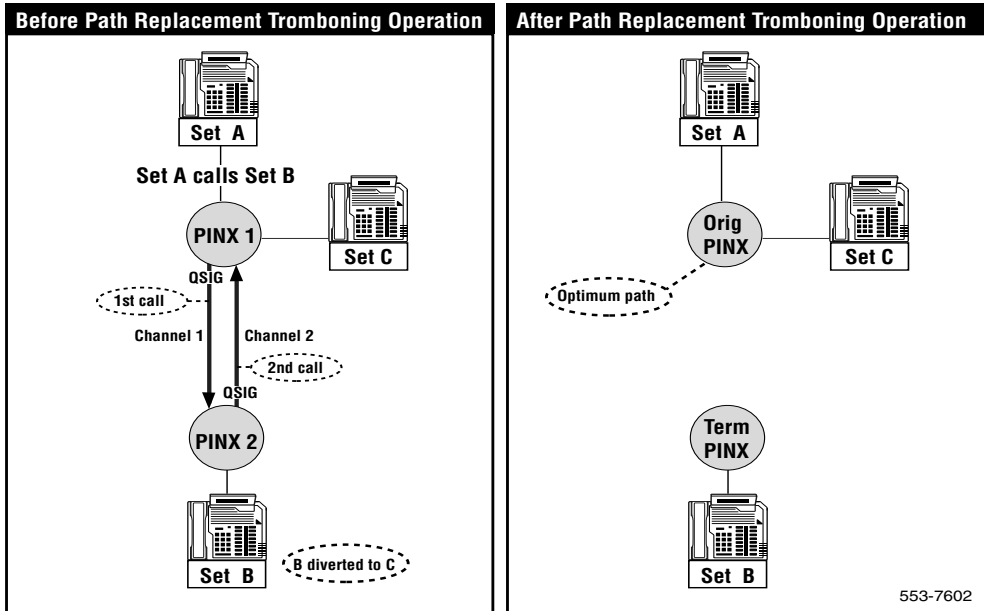 Before Path Replacement Tromboning Operation
Set A
Set A calls Set B
PINX 1
Set C
QSIG
1st call
Channel 1
Channel 2
2nd call
QSIG
PINX 2
Set B
B diverted to C
After Path Replacement Tromboning Operation
Set A
Orig
PINX
Set C
Optimum path
Term
PINX
Set B
553-7602